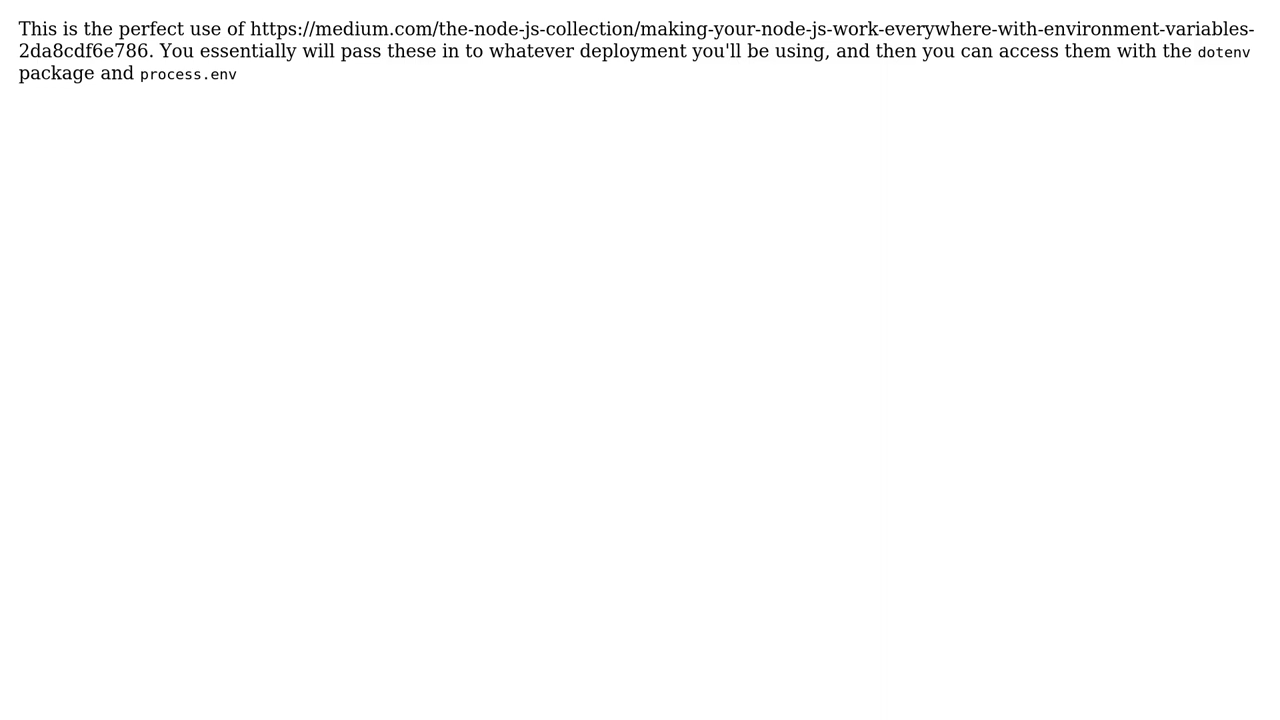 This is the perfect use of https://medium.com/the-node-js-collection/making-your-node-js-work-everywhere-with-environment-variables-
2da8cdf6e786. You essentially will pass these in to whatever deployment you'll be using, and then you can access them with the dotenv
package and process.env